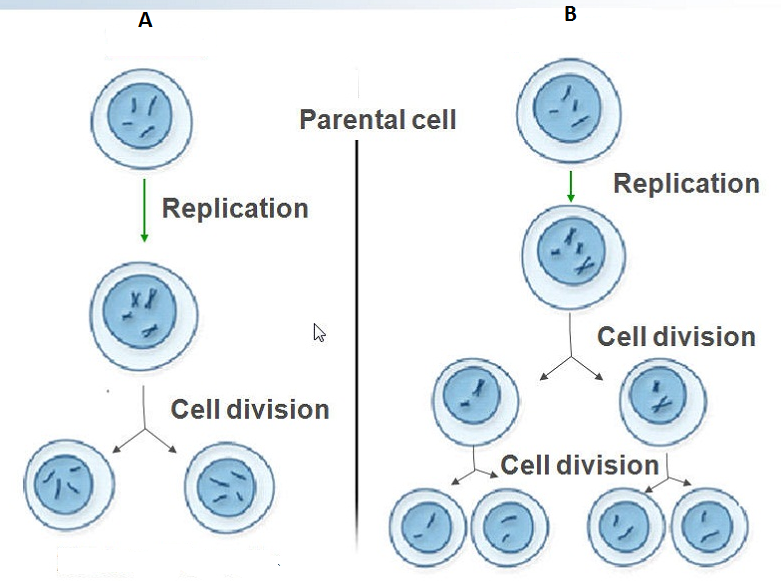 A
B
Parental cell
Replication
Replication
Cell division
Cell division
Cell division